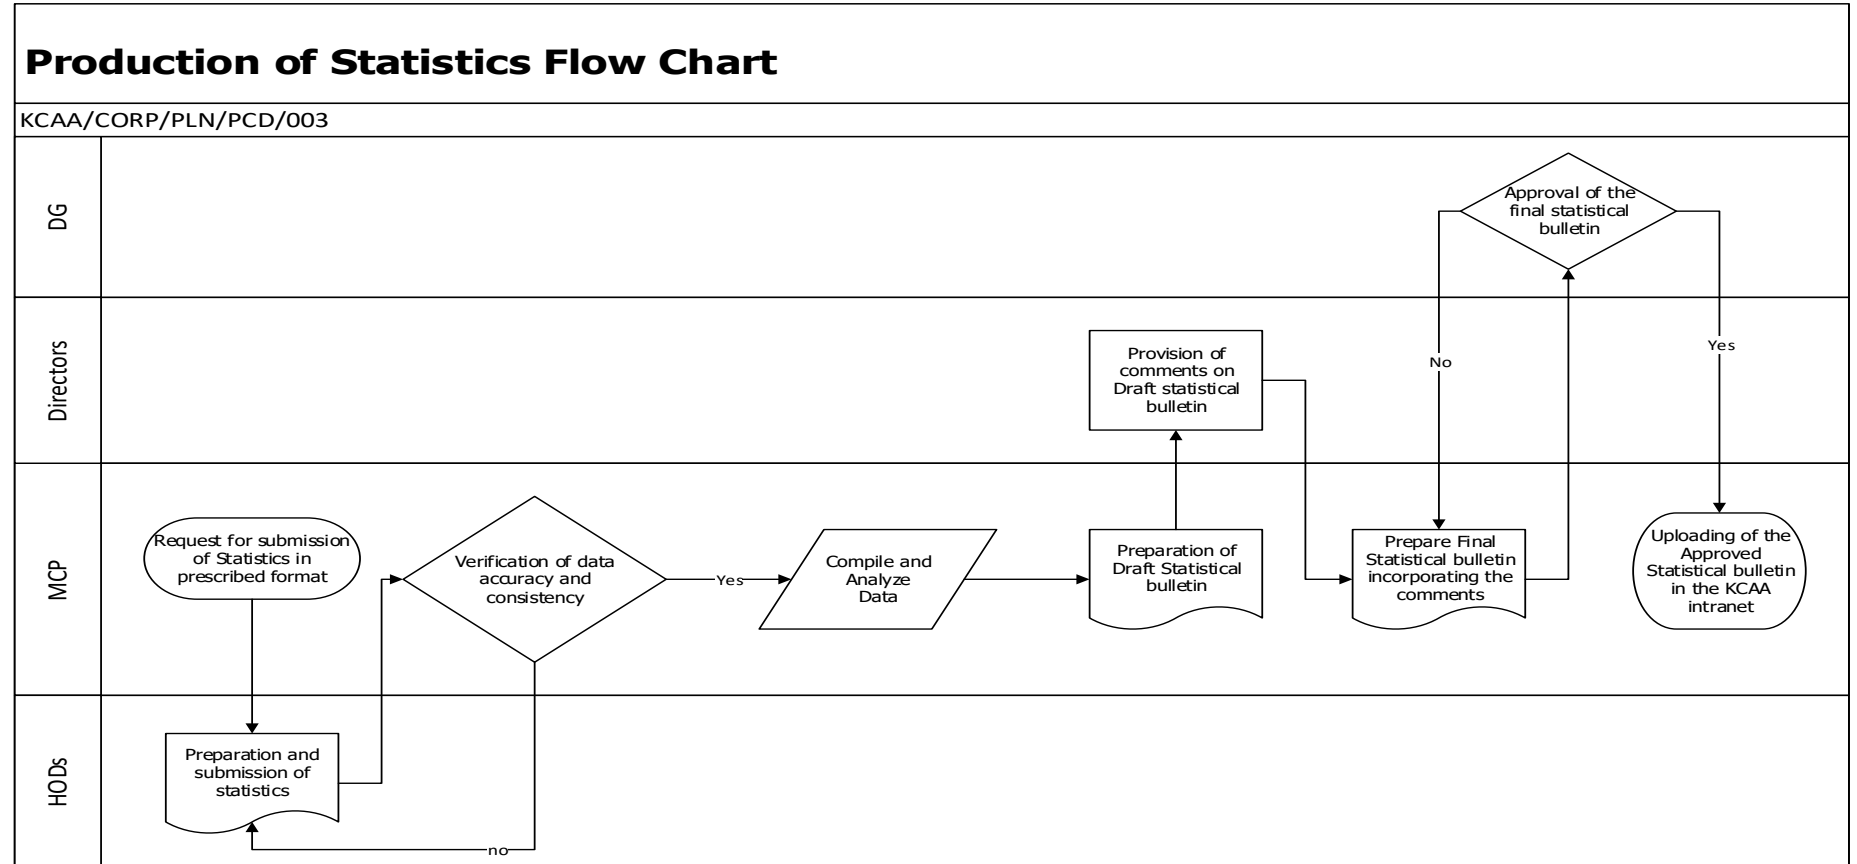 Production of Statistics Flow Chart
KCAA/CORP/PLN/PCD/003
DG
Approval of the
final statistical
bulletin
Directors
Provision of
comments on
Draft statistical
bulletin
No
Yes
MCP
Request for submission
of Statistics in
prescribed format
Verification of data
accuracy and
consistency
Yes
Compile and
Analyze
Data
Preparation of
Draft Statistical
bulletin
Prepare Final
Statistical bulletin
incorporating the
comments
Uploading of the
Approved
Statistical bulletin
in the KCAA
intranet
HODs
Preparation and
submission of
statistics
no